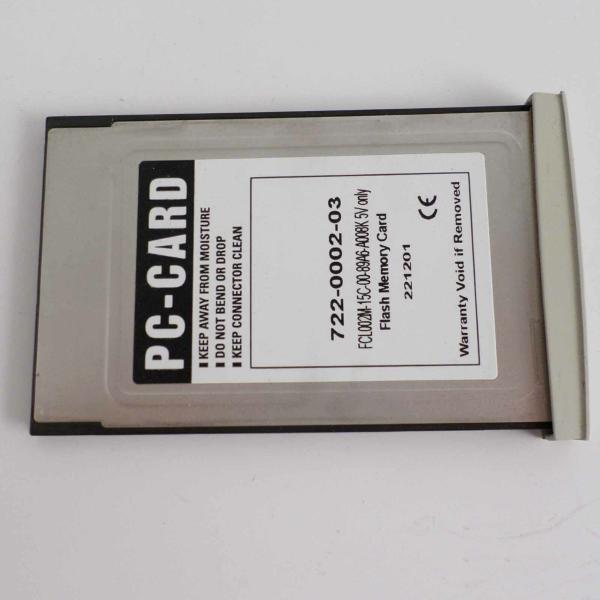 PC-CARD
KEEP AWAY FROM MOISTURE
DO NOT BEND OR DROP
KEEP CONNECTOR CLEAN
722-0002-03
FCL002M-15C-00-89A6-A008K 5V only
Flash Memory Card
221201
CE
Warranty Void if Removed